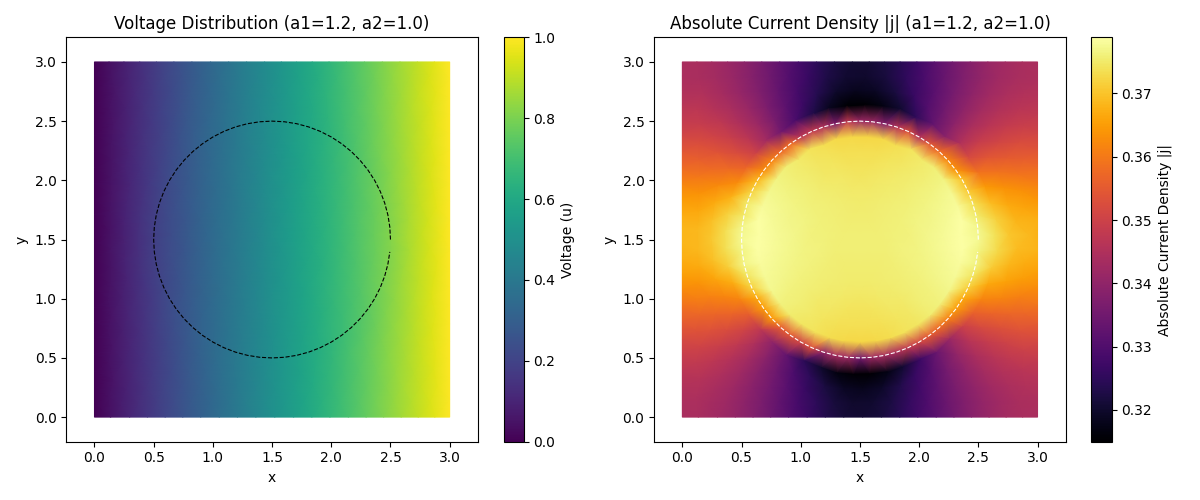 Voltage Distribution (a1=1.2, a2=1.0)
3.0
2.5
2.0
1.5
1.0
0.5
0.0
y
0.0 0.5 1.0 1.5 2.0 2.5 3.0
x
1.0
0.8
0.6
0.4
0.2
0.0
Voltage (u)
Absolute Current Density |j| (a1=1.2, a2=1.0)
3.0
2.5
2.0
1.5
1.0
0.5
0.0
y
0.0 0.5 1.0 1.5 2.0 2.5 3.0
x
0.37
0.36
0.35
0.34
0.33
0.32
Absolute Current Density |j|